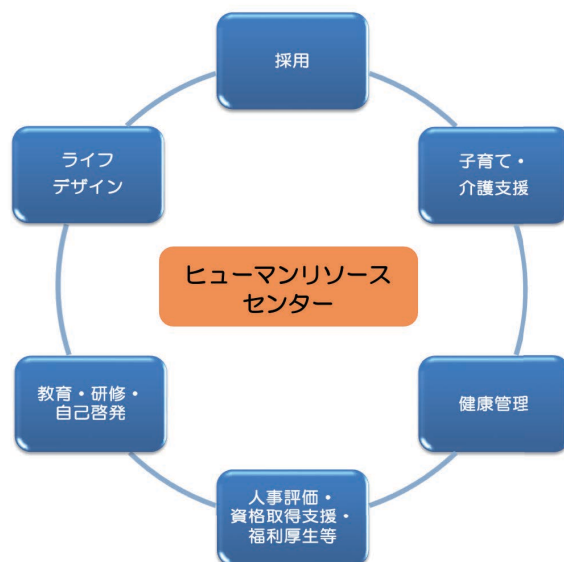 採用
子育て・
介護支援
健康管理
人事評価・
資格取得支援・
福利厚生等
教育・研修・
自己啓発
ライフ
デザイン
ヒューマンリソース
センター